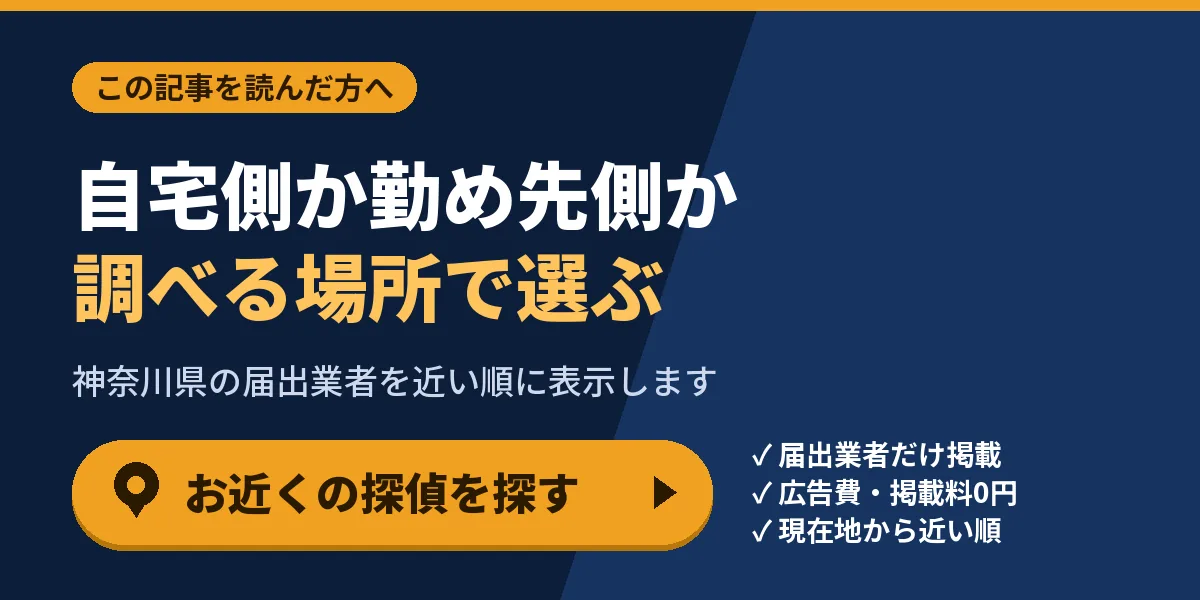 この記事を読んだ方へ
自宅側か勤め先側か
調べる場所で選ぶ
神奈川県の届出業者を近い順に表示します
お近くの探偵を探す
✓ 届出業者だけ掲載
✓ 広告費・掲載料0円
✓ 現在地から近い順